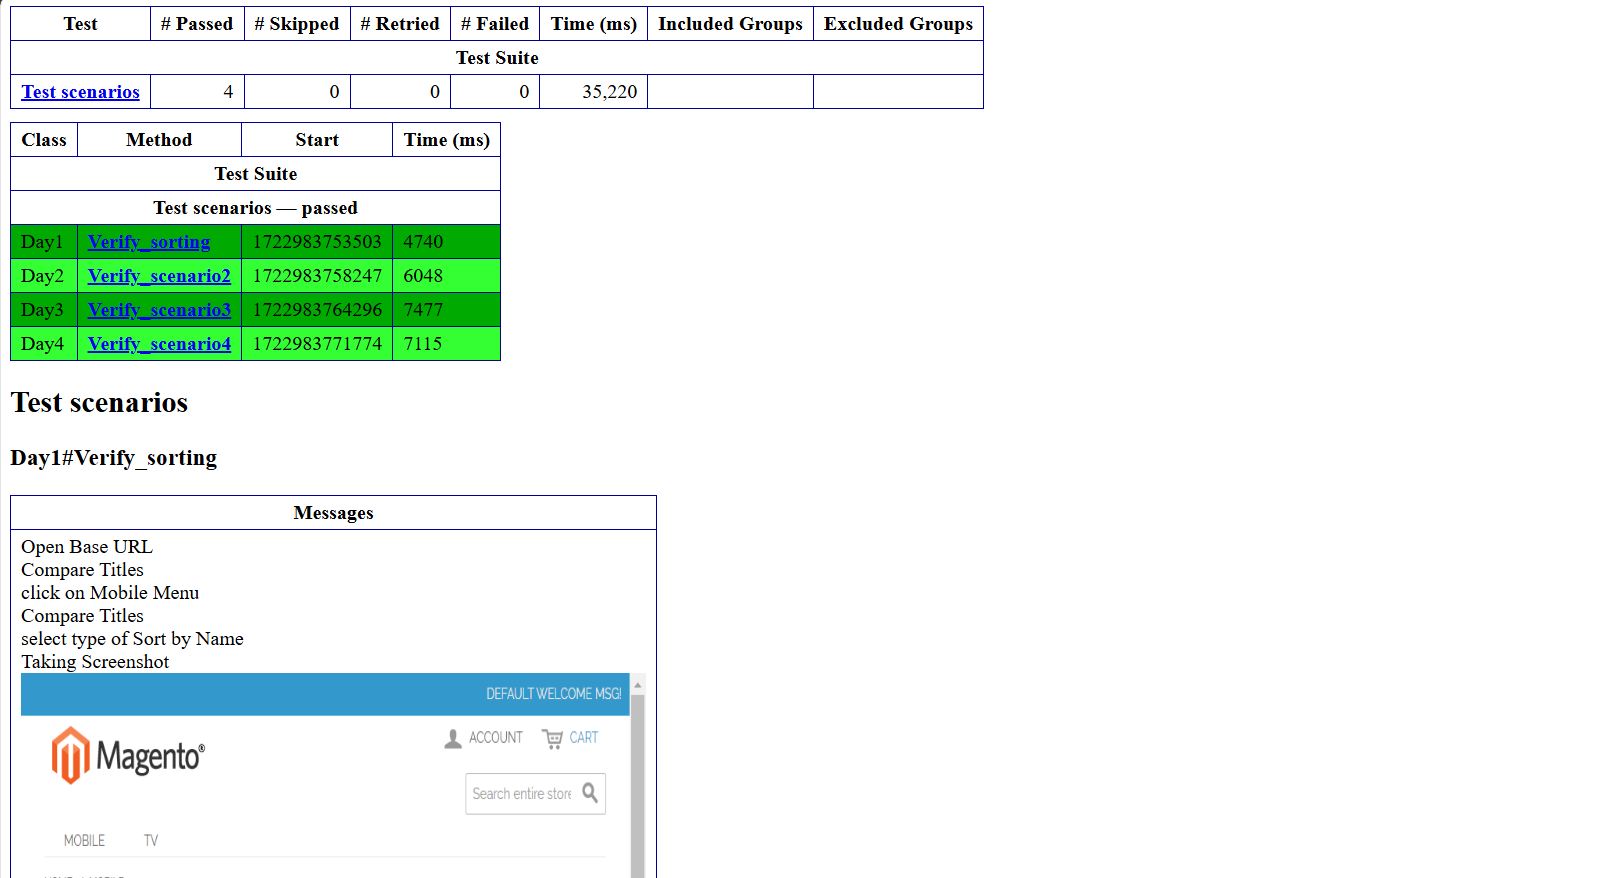 Test # Passed # Skipped # Retried # Failed Time (ms) Included Groups Excluded Groups
Test Suite
Test scenarios 4 0 0 0 35,220
Class Method Start Time (ms)
Test Suite
Test scenarios — passed
Day1 Verify_sorting 1722983753503 4740
Day2 Verify_scenario2 1722983758247 6048
Day3 Verify_scenario3 1722983764296 7477
Day4 Verify_scenario4 1722983771774 7115
Test scenarios
Day1#Verify_sorting
Messages
Open Base URL
Compare Titles
click on Mobile Menu
Compare Titles
select type of Sort by Name
Taking Screenshot
DEFAULT WELCOME MSG!
Magento®
ACCOUNT CART
Search entire store
MOBILE TV